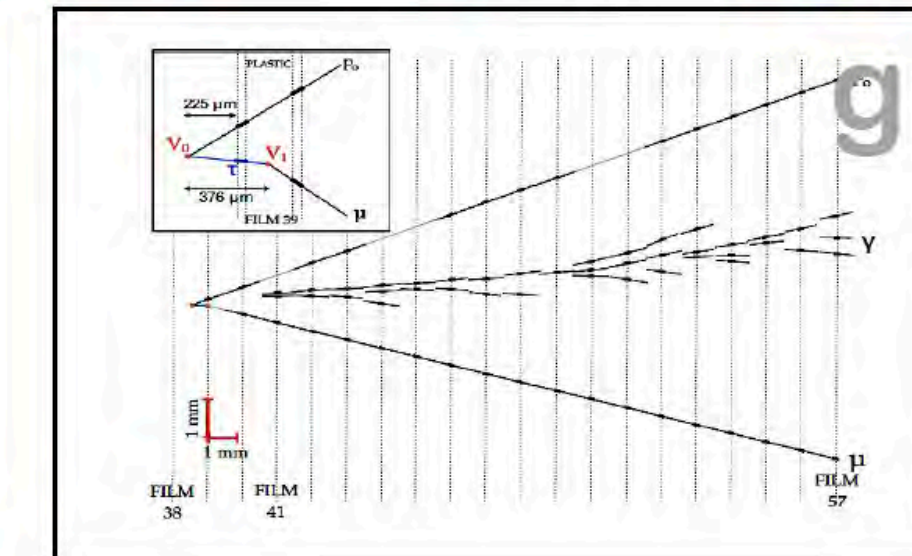 PLASTIC
P₀
225 µm
V₀
V₁
τ
376 µm
FILM 39
µ
g
γ
1 mm
1 mm
µ
FILM
38
FILM
41
FILM
57